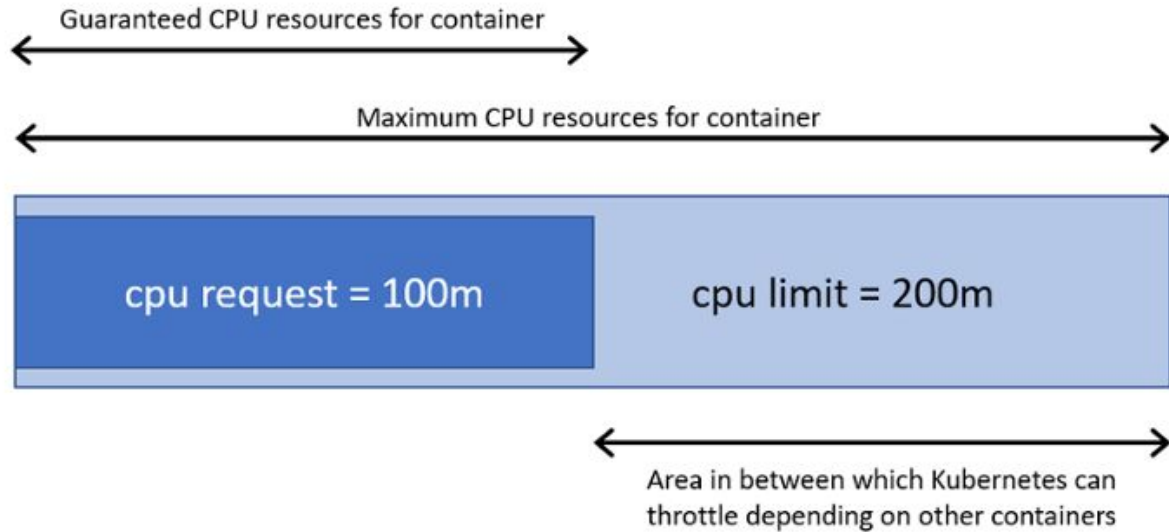 Guaranteed CPU resources for container
Maximum CPU resources for container
cpu request = 100m
cpu limit = 200m
Area in between which Kubernetes can
throttle depending on other containers